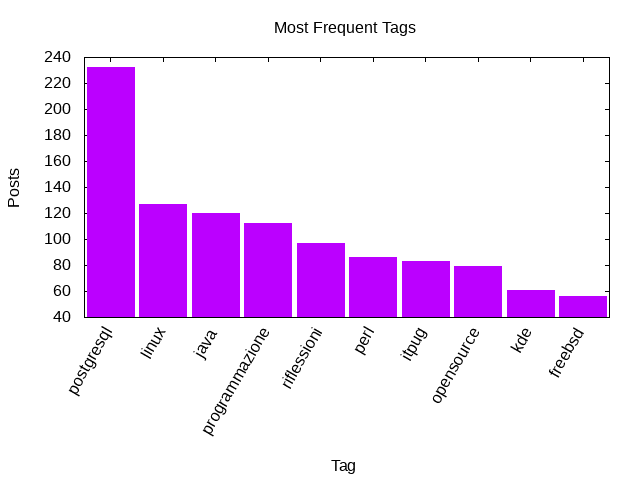 Most Frequent Tags
240
220
200
180
160
140
120
100
80
60
40
Posts
postgresql
linux
java
programmazione
riflessioni
perl
itpug
opensource
kde
freebsd
Tag